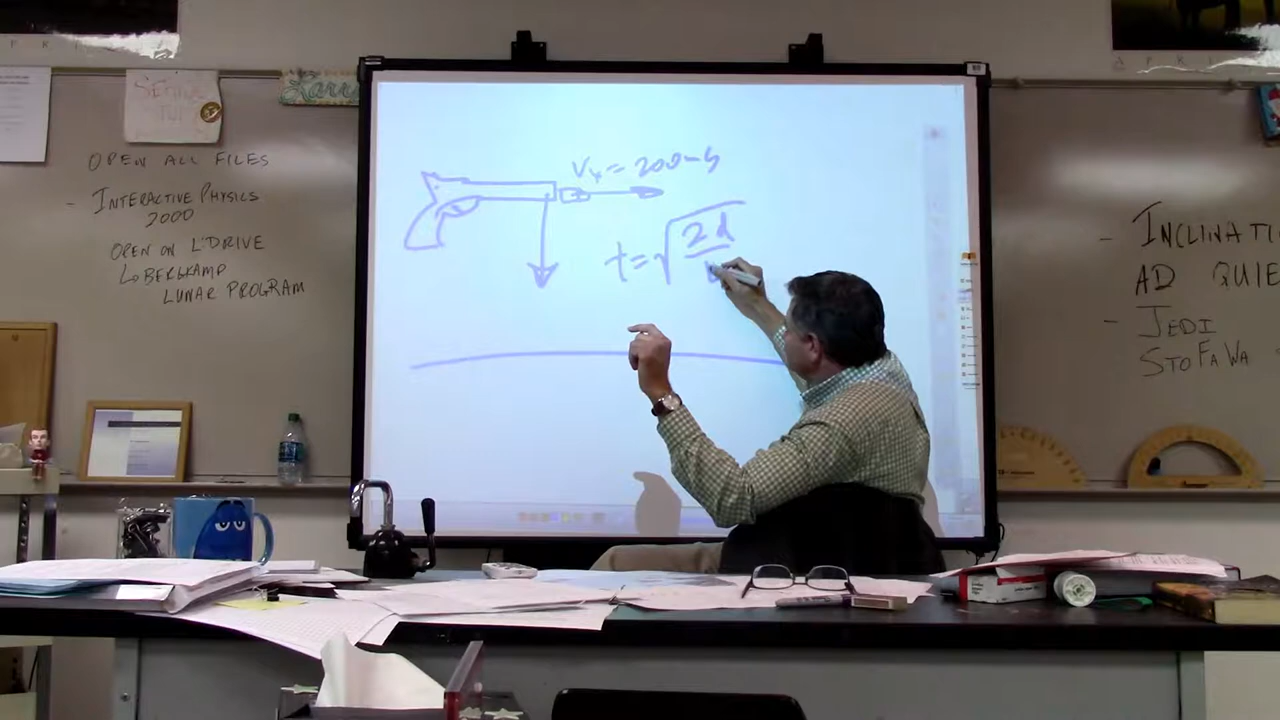 OPEN ALL FILES
- INTERACTIVE PHYSICS
2000
OPEN ON L:DRIVE
BERGKAMP
LUNAR PROGRAM
Vx = 200 m/s
t = √2d
- INCLINATI
AD QUIE
- JEDI
STOFAWA